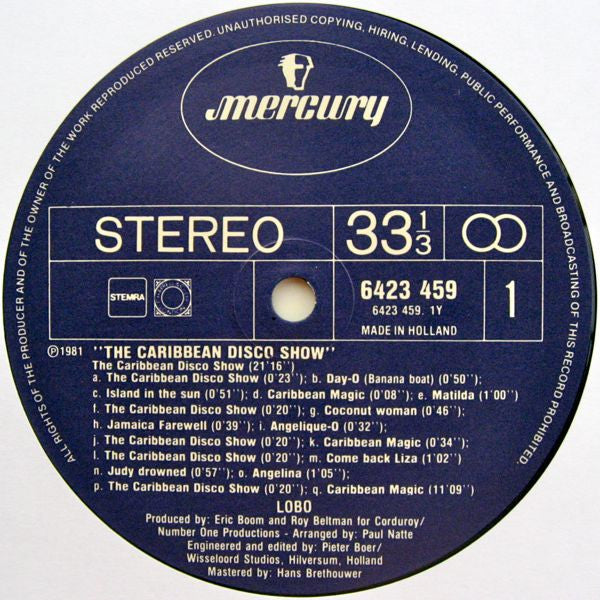 ALL RIGHTS OF THE PRODUCER AND OF THE OWNER OF THE WORK REPRODUCED RESERVED. UNAUTHORISED COPYING, HIRING, LENDING, PUBLIC PERFORMANCE AND BROADCASTING OF THIS RECORD PROHIBITED.
mercury
STEREO 33 1/3
STEMRA 6423 459 1
6423 459. 1Y
MADE IN HOLLAND
Ⓟ1981 "THE CARIBBEAN DISCO SHOW"
The Caribbean Disco Show (21'16'')
a. The Caribbean Disco Show (0'23''); b. Day-O (Banana boat) (0'50'');
c. Island in the sun (0'51''); d. Caribbean Magic (0'08''); e. Matilda (1'00'')
f. The Caribbean Disco Show (0'20''); g. Coconut woman (0'46'');
h. Jamaica Farewell (0'39''); i. Angelique-O (0'32'');
j. The Caribbean Disco Show (0'20''); k. Caribbean Magic (0'34'');
l. The Caribbean Disco Show (0'20''); m. Come back Liza (1'02'')
n. Judy drowned (0'57''); o. Angelina (1'05'');
p. The Caribbean Disco Show (0'20''); q. Caribbean Magic (11'09'')
LOBO
Produced by: Eric Boom and Roy Beltman for Corduroy/
Number One Productions - Arranged by: Paul Natte
Engineered and edited by: Pieter Boer/
Wisseloord Studios, Hilversum, Holland
Mastered by: Hans Brethouwer